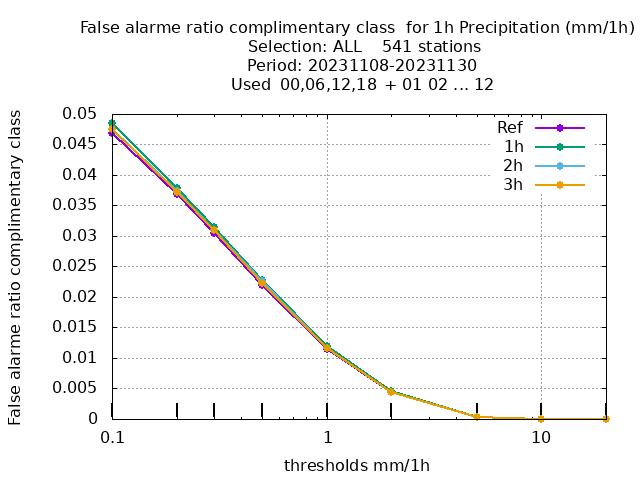 False alarme ratio complimentary class  for 1h Precipitation (mm/1h)
Selection: ALL    541 stations
Period: 20231108-20231130
Used  00,06,12,18  + 01 02 ... 12
False alarme ratio complimentary class
0.05
0.045
0.04
0.035
0.03
0.025
0.02
0.015
0.01
0.005
0
Ref
1h
2h
3h
0.1
1
10
thresholds mm/1h